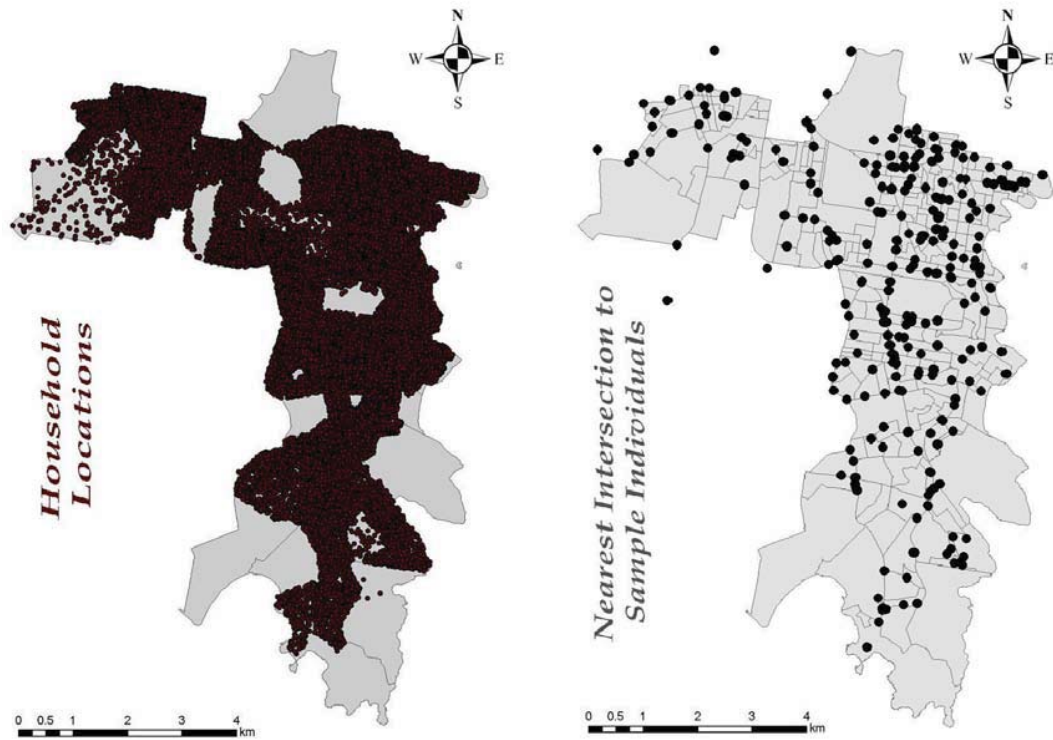 N
W E
S
Household
Locations
0 0.5 1 2 3 4
km
N
W E
S
Nearest Intersection to
Sample Individuals
0 0.5 1 2 3 4
km